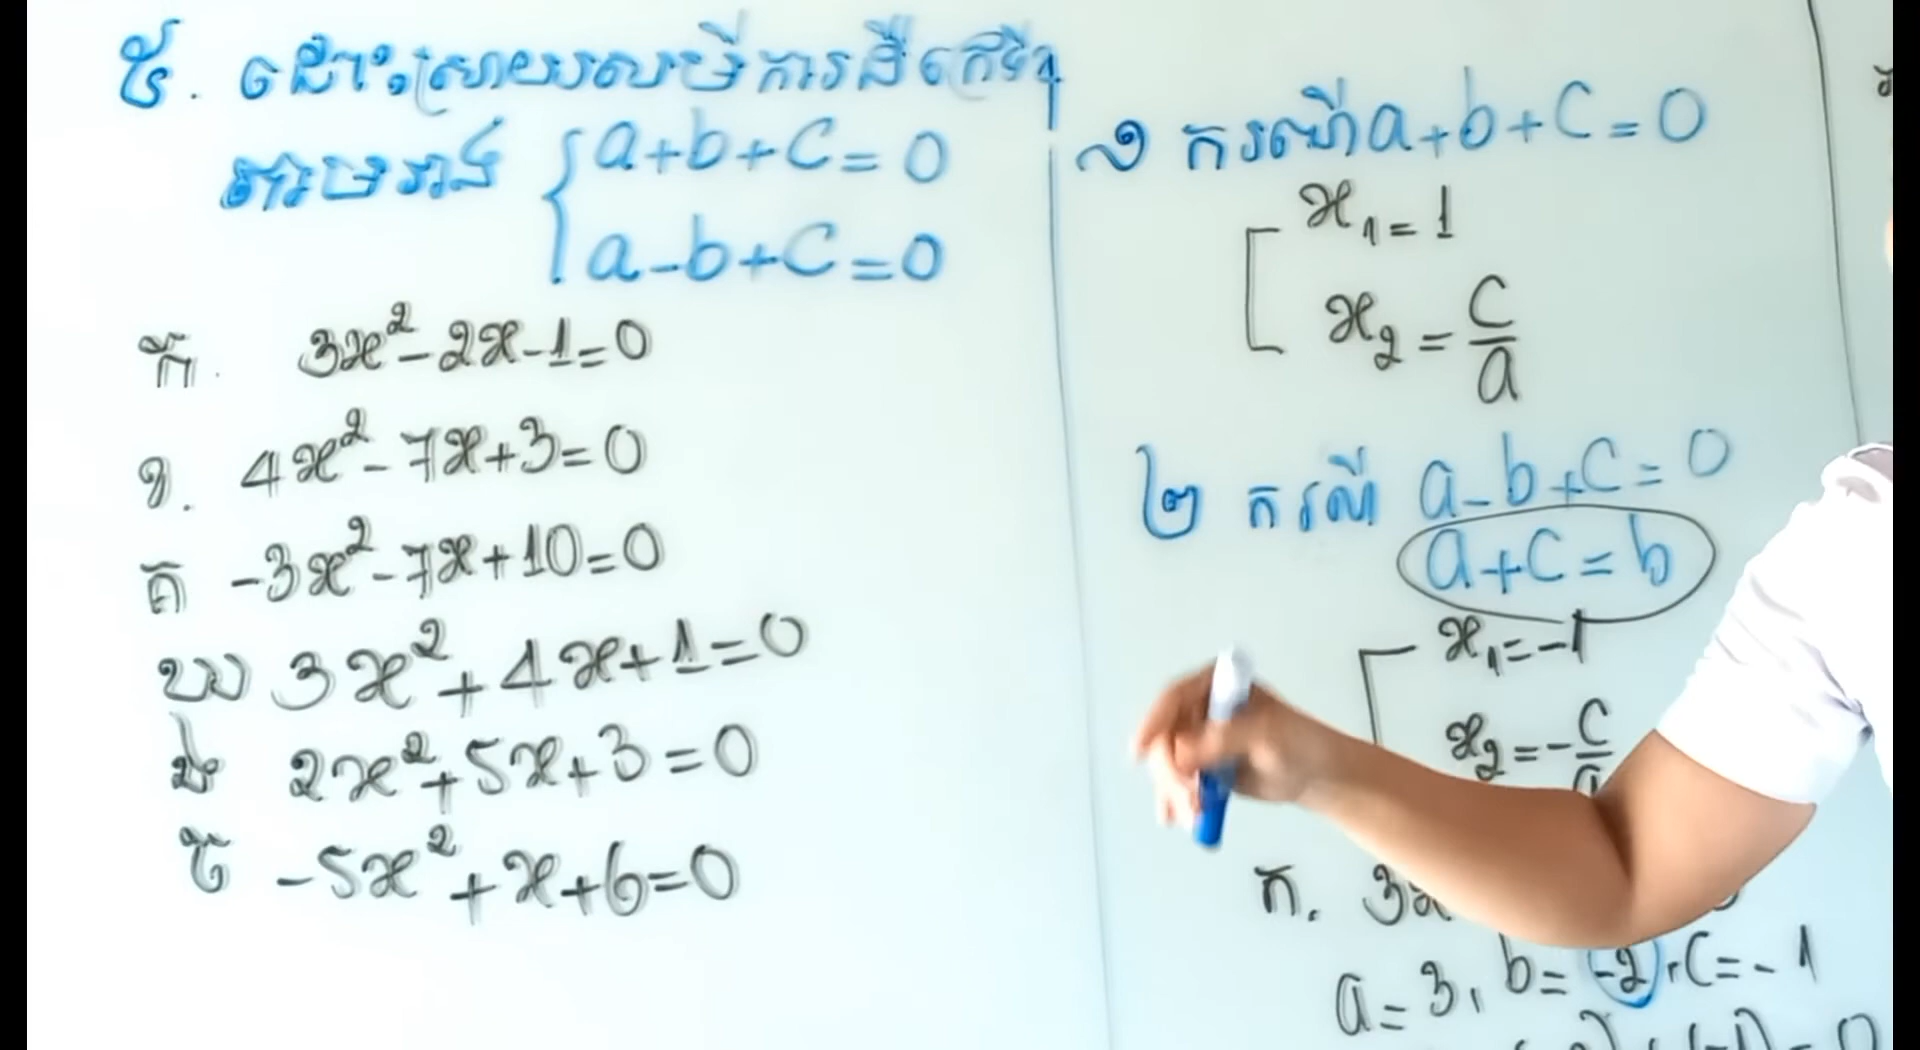 ៥. ដោះស្រាយសមីការដឺក្រេទី២
តាមរាង { a+b+c=0
a-b+c=0
ក. 3x²-2x-1=0
ខ. 4x²-7x+3=0
គ -3x²-7x+10=0
ឃ 3x²+4x+1=0
ង 2x²+5x+3=0
ច -5x²+x+6=0
១ ករណី a+b+c=0
x₁=1
x₂=c/a
២ ករណី a-b+c=0
a+c=b
x₁=-1
x₂=-c/a
ក. 3x
a=3, b=-2, c=-1